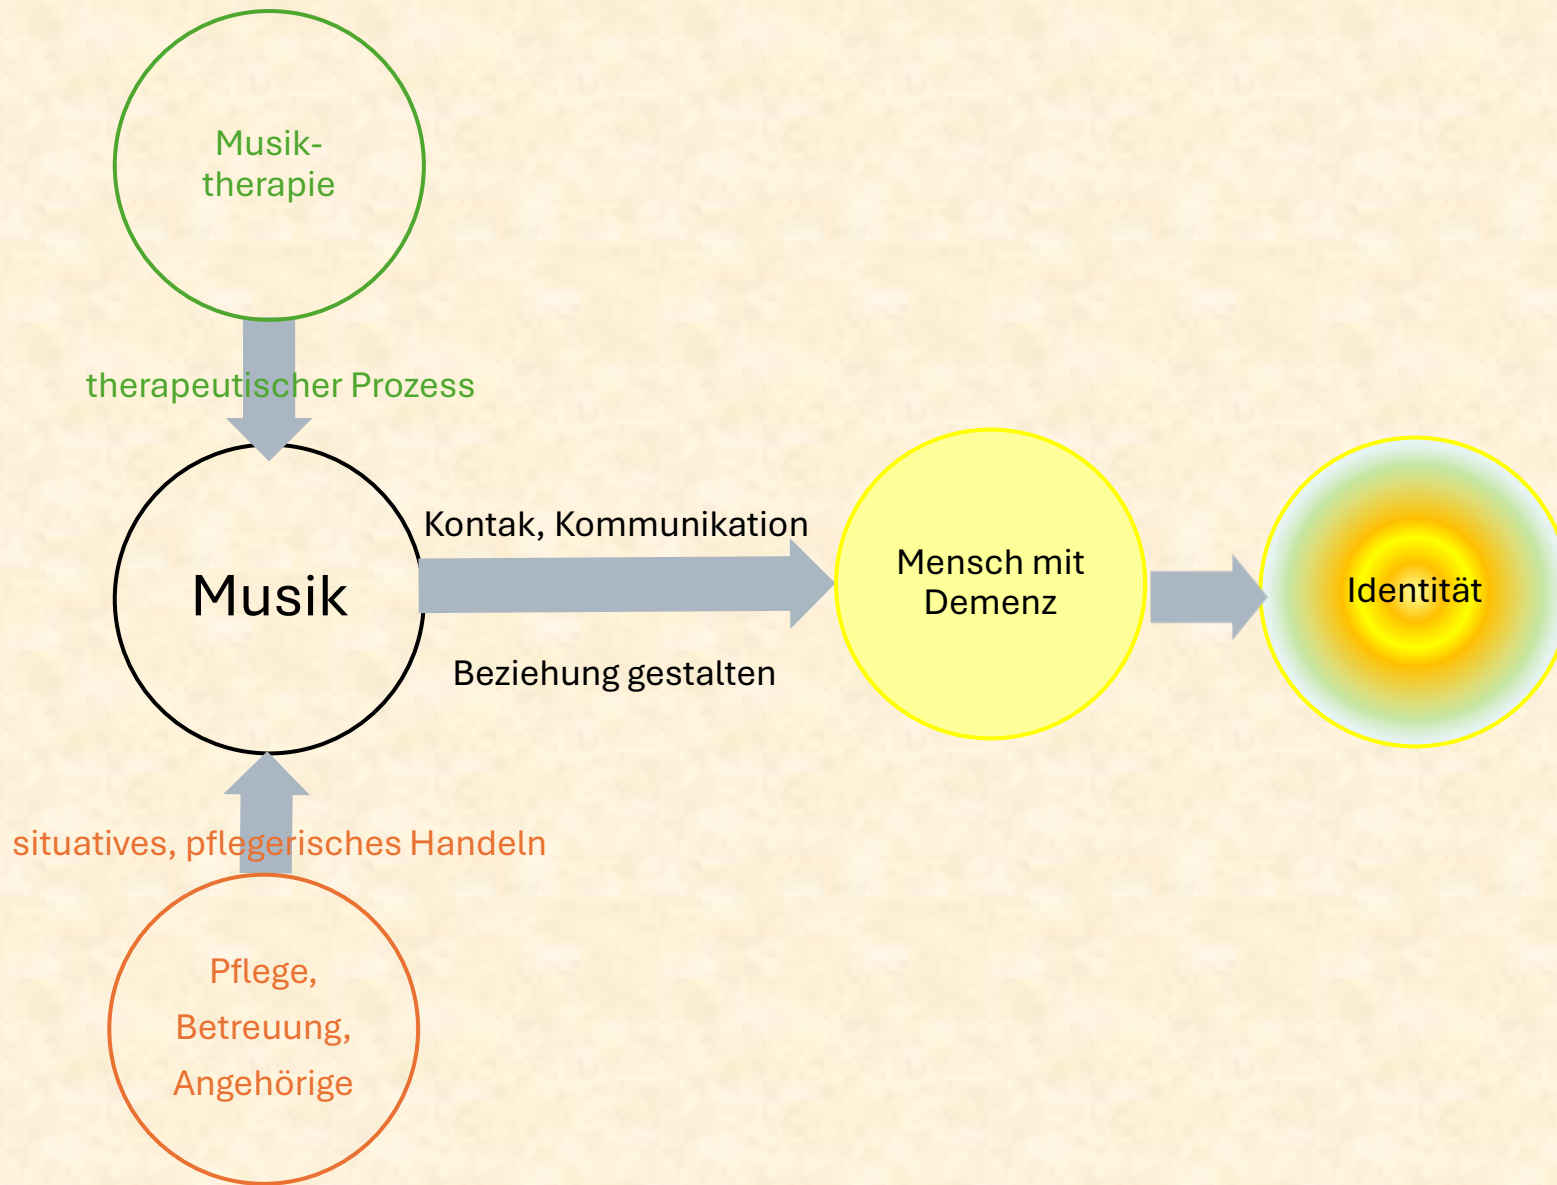 Musik-
therapie
therapeutischer Prozess
Musik
Kontak, Kommunikation
Beziehung gestalten
Mensch mit
Demenz
Identität
situatives, pflegerisches Handeln
Pflege,
Betreuung,
Angehörige